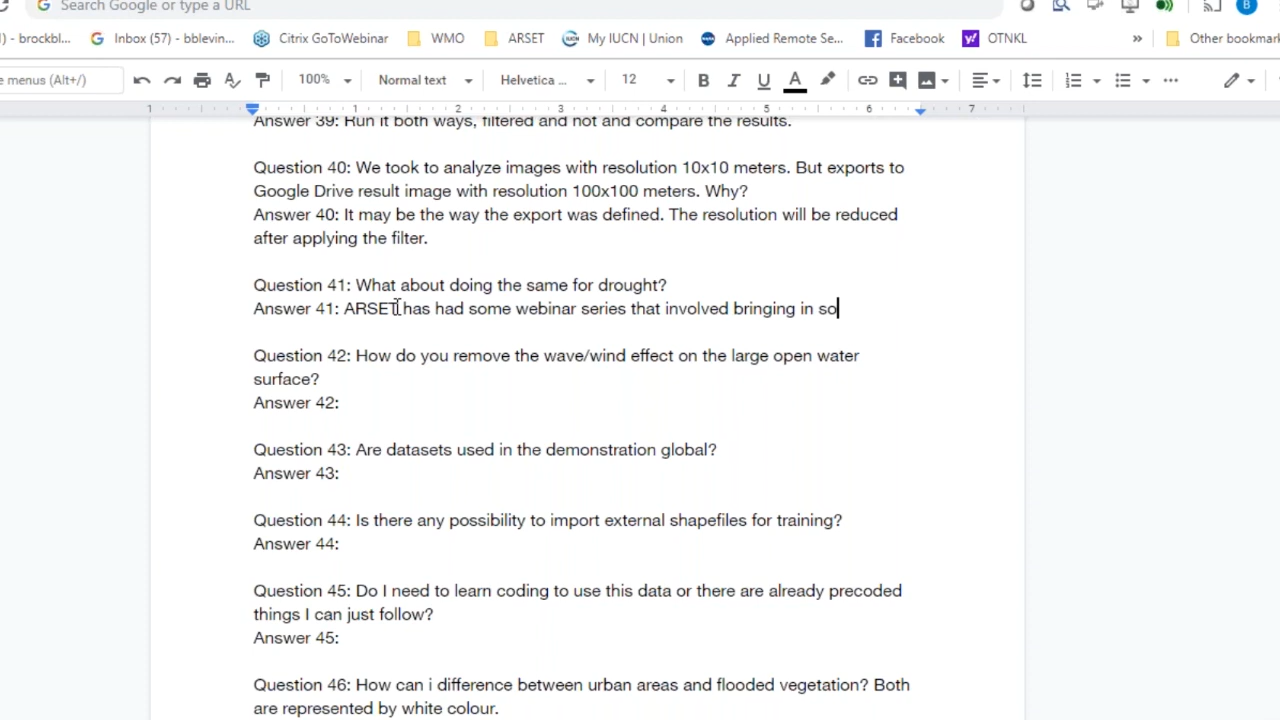 Search Google or type a URL
) - brockbl...
Inbox (57) - bblevin...
Citrix GoToWebinar
WMO
ARSET
My IUCN | Union
Applied Remote Se...
Facebook
OTNKL
»
Other bookmar
e menus (Alt+/)
100%
Normal text
Helvetica ...
12
B I U A
1 1 2 3 4 5 6 7
Answer 39: Run it both ways, filtered and not and compare the results.
Question 40: We took to analyze images with resolution 10x10 meters. But exports to
Google Drive result image with resolution 100x100 meters. Why?
Answer 40: It may be the way the export was defined. The resolution will be reduced
after applying the filter.
Question 41: What about doing the same for drought?
Answer 41: ARSET has had some webinar series that involved bringing in so
Question 42: How do you remove the wave/wind effect on the large open water
surface?
Answer 42:
Question 43: Are datasets used in the demonstration global?
Answer 43:
Question 44: Is there any possibility to import external shapefiles for training?
Answer 44:
Question 45: Do I need to learn coding to use this data or there are already precoded
things I can just follow?
Answer 45:
Question 46: How can i difference between urban areas and flooded vegetation? Both
are represented by white colour.